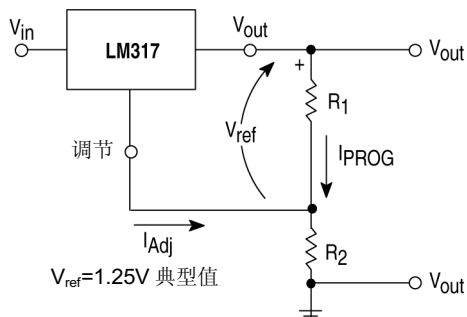 Vin
LM317
Vout
Vout
+
R1
调节
Vref
IPROG
IAdj
R2
Vref=1.25V 典型值
Vout